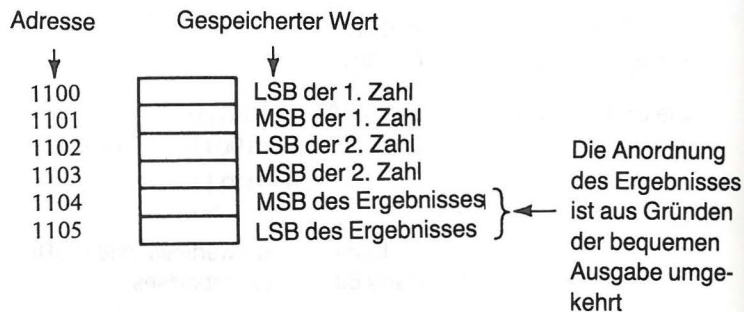 Adresse Gespeicherter Wert
1100 LSB der 1. Zahl
1101 MSB der 1. Zahl
1102 LSB der 2. Zahl
1103 MSB der 2. Zahl
1104 MSB des Ergebnisses
1105 LSB des Ergebnisses
Die Anordnung
des Ergebnisses
ist aus Gründen
der bequemen
Ausgabe umge-
kehrt